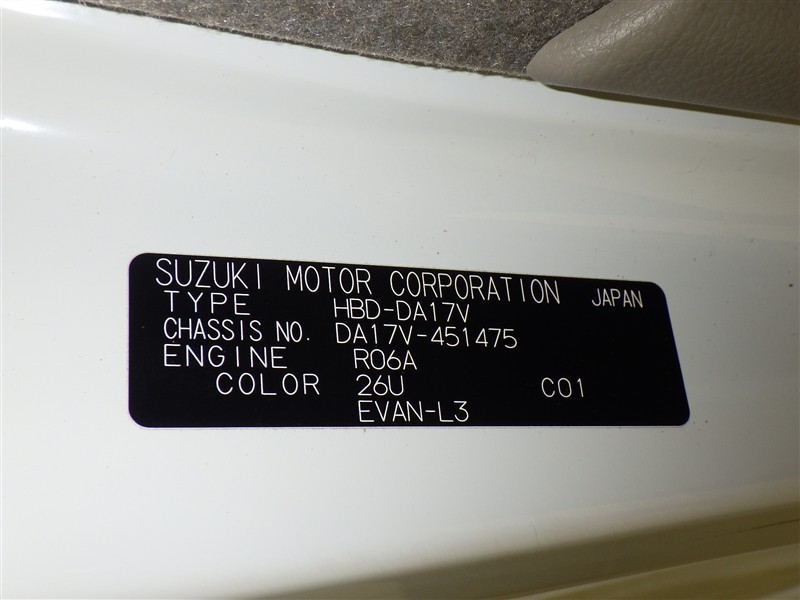 SUZUKI MOTOR CORPORATION JAPAN
TYPE HBD-DA17V
CHASSIS NO. DA17V-451475
ENGINE R06A
COLOR 26U C01
EVAN-L3